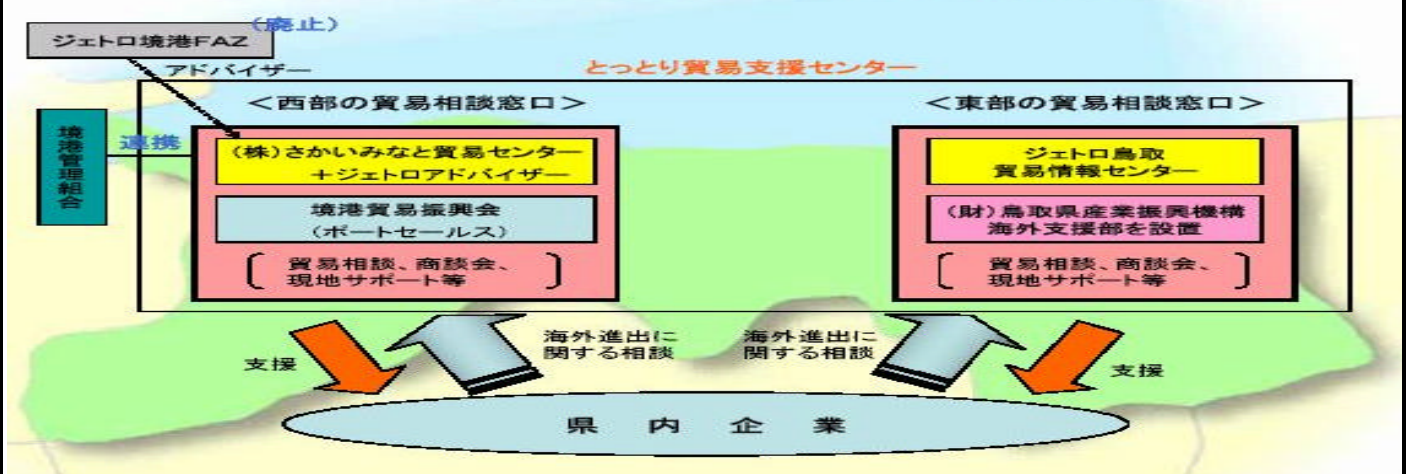 (廃止)
ジェトロ境港FAZ
アドバイザー
とっとり貿易支援センター
＜西部の貿易相談窓口＞
＜東部の貿易相談窓口＞
境港管理組合
連携
(株)さかいみなと貿易センター
＋ジェトロアドバイザー
境港貿易振興会
(ポートセールス)
貿易相談、商談会、
現地サポート等
ジェトロ鳥取
貿易情報センター
(財)鳥取県産業振興機構
海外支援部を設置
貿易相談、商談会、
現地サポート等
支援
海外進出に
関する相談
海外進出に
関する相談
支援
県内企業